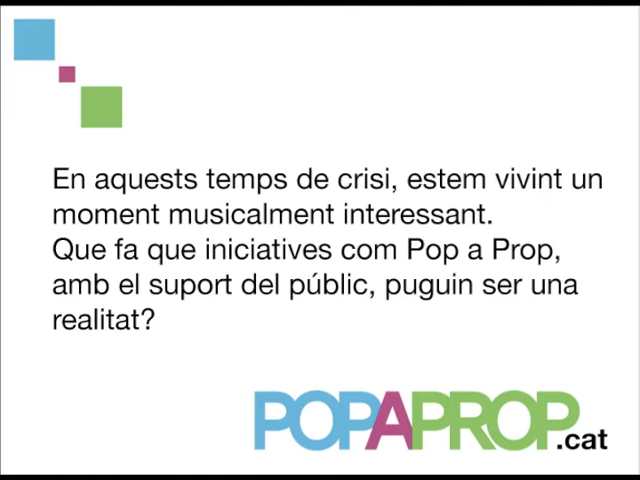 En aquests temps de crisi, estem vivint un
moment musicalment interessant.
Que fa que iniciatives com Pop a Prop,
amb el suport del públic, puguin ser una
realitat?
POPAPROP.cat